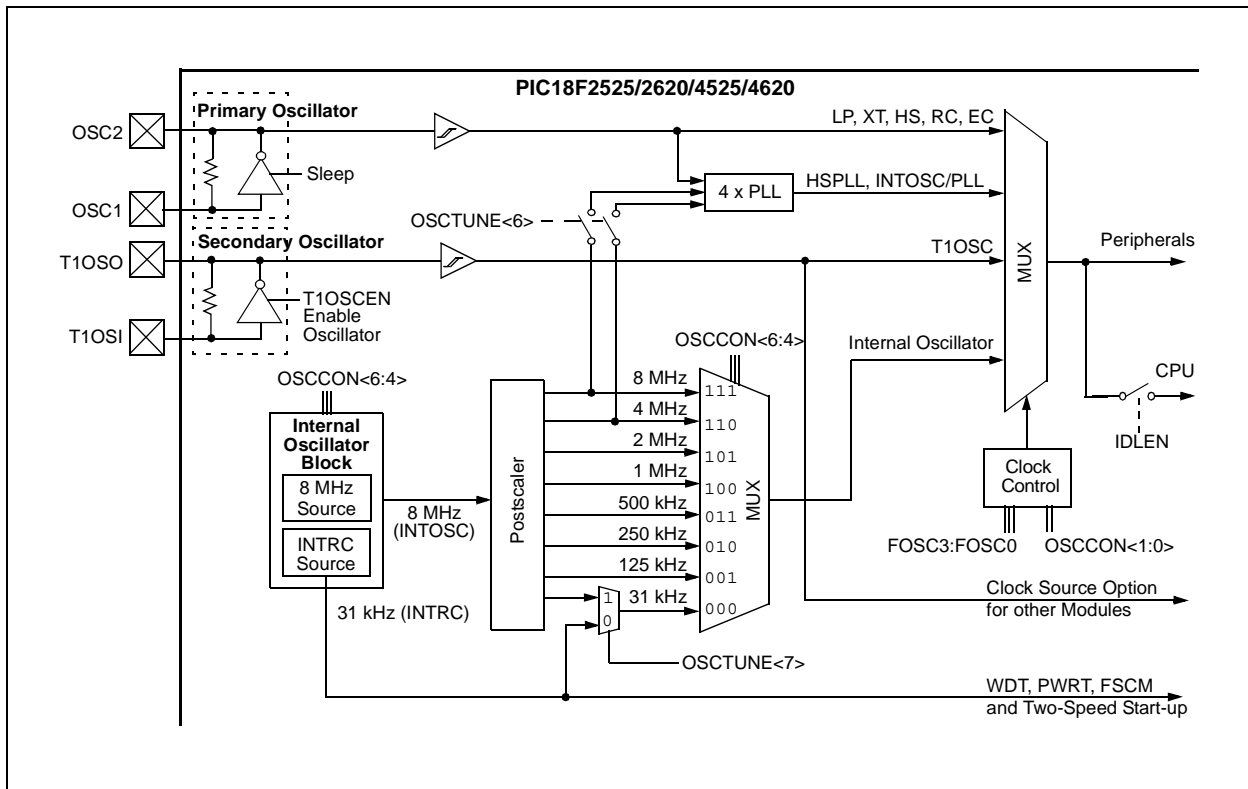 PIC18F2525/2620/4525/4620
Primary Oscillator
OSC2
LP, XT, HS, RC, EC
Sleep
4 x PLL
HSPLL, INTOSC/PLL
OSC1
OSCTUNE<6>
Secondary Oscillator
T1OSO
T1OSC
MUX
Peripherals
T1OSCEN
Enable
Oscillator
T1OSI
OSCCON<6:4>
Internal Oscillator
OSCCON<6:4>
8 MHz
111
CPU
Internal
Oscillator
Block
4 MHz
110
IDLEN
2 MHz
101
8 MHz
Source
Postscaler
1 MHz
100
MUX
Clock
Control
8 MHz
(INTOSC)
500 kHz
011
INTRC
Source
250 kHz
010
FOSC3:FOSC0
OSCCON<1:0>
125 kHz
001
31 kHz (INTRC)
1
0
31 kHz
000
Clock Source Option
for other Modules
OSCTUNE<7>
WDT, PWRT, FSCM
and Two-Speed Start-up